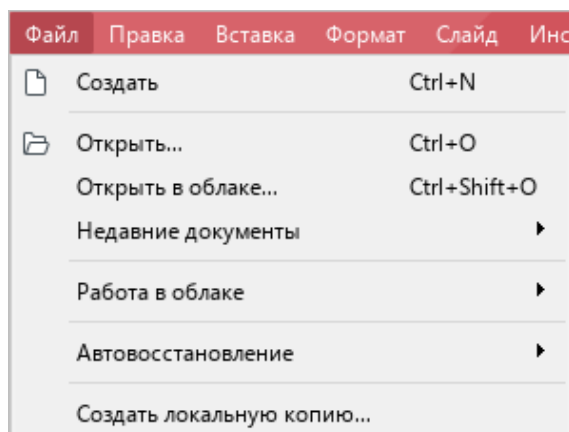 Файл Правка Вставка Формат Слайд Инс
Создать Ctrl+N
Открыть... Ctrl+O
Открыть в облаке... Ctrl+Shift+O
Недавние документы
Работа в облаке
Автовосстановление
Создать локальную копию...